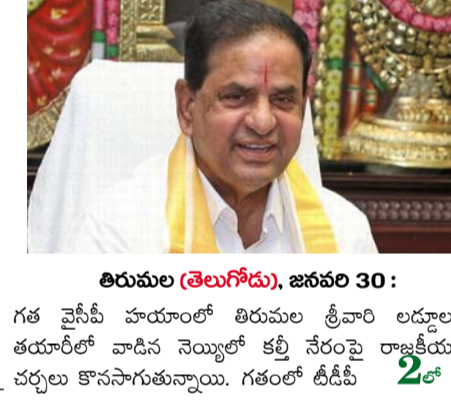 తిరుమల (తెలుగోడు), జనవరి 30 :
గత వైసీపీ హయాంలో తిరుమల శ్రీవారి లడ్డూల
తయారీలో వాడిన నెయ్యిలో కల్తీ నేరంపై రాజకీయ
చర్చలు కొనసాగుతున్నాయి. గతంలో టీడీపీ 2లో